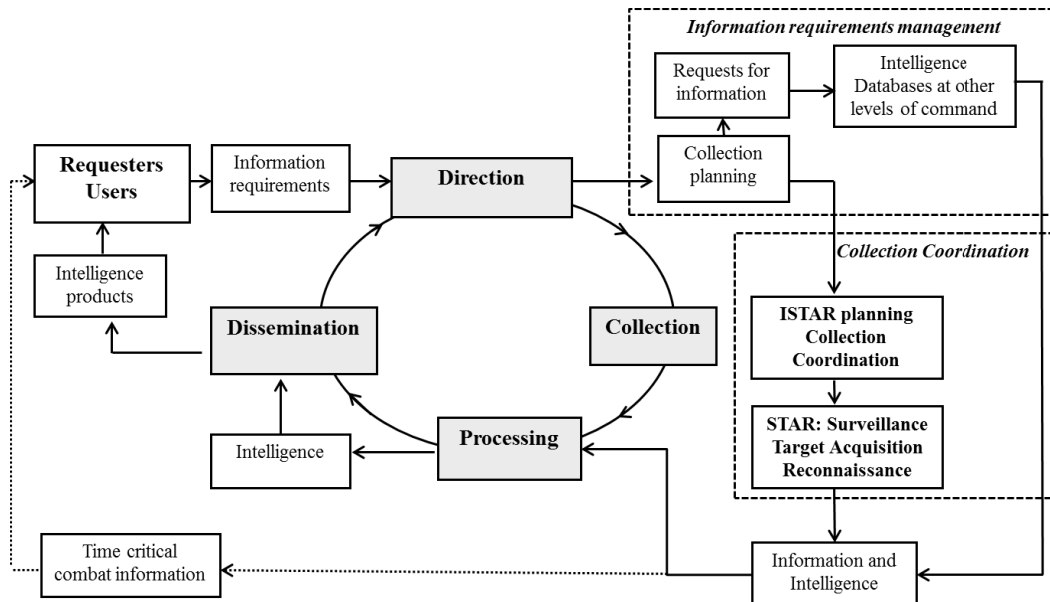 Information requirements management
Requests for
information
Intelligence
Databases at other
levels of command
Requesters
Users
Information
requirements
Direction
Collection
planning
Collection Coordination
Intelligence
products
Dissemination
Collection
ISTAR planning
Collection
Coordination
Processing
Intelligence
STAR: Surveillance
Target Acquisition
Reconnaissance
Time critical
combat information
Information and
Intelligence